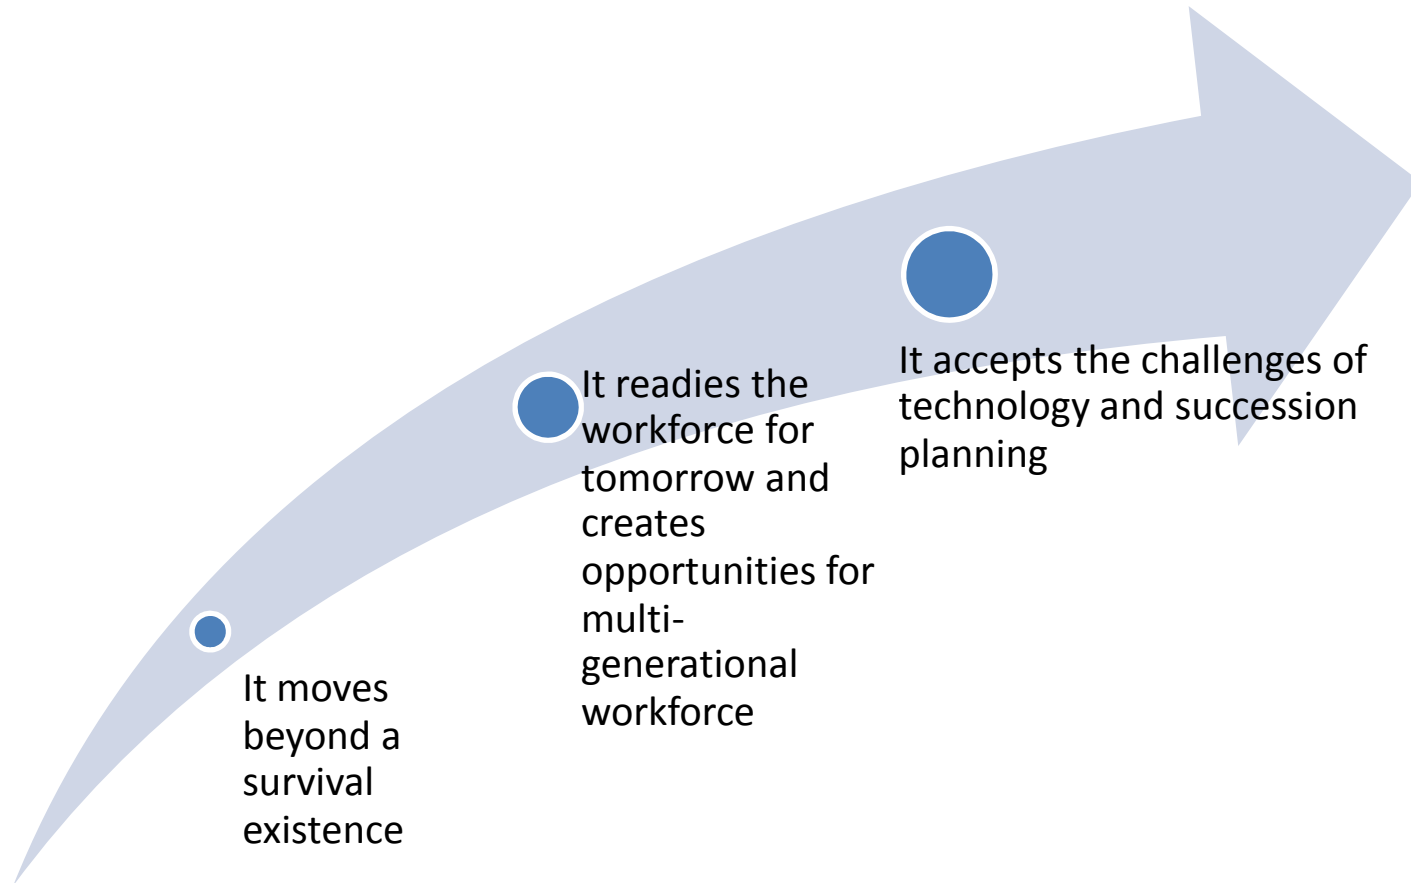 It moves
beyond a
survival
existence
It readies the
workforce for
tomorrow and
creates
opportunities for
multi-
generational
workforce
It accepts the challenges of
technology and succession
planning